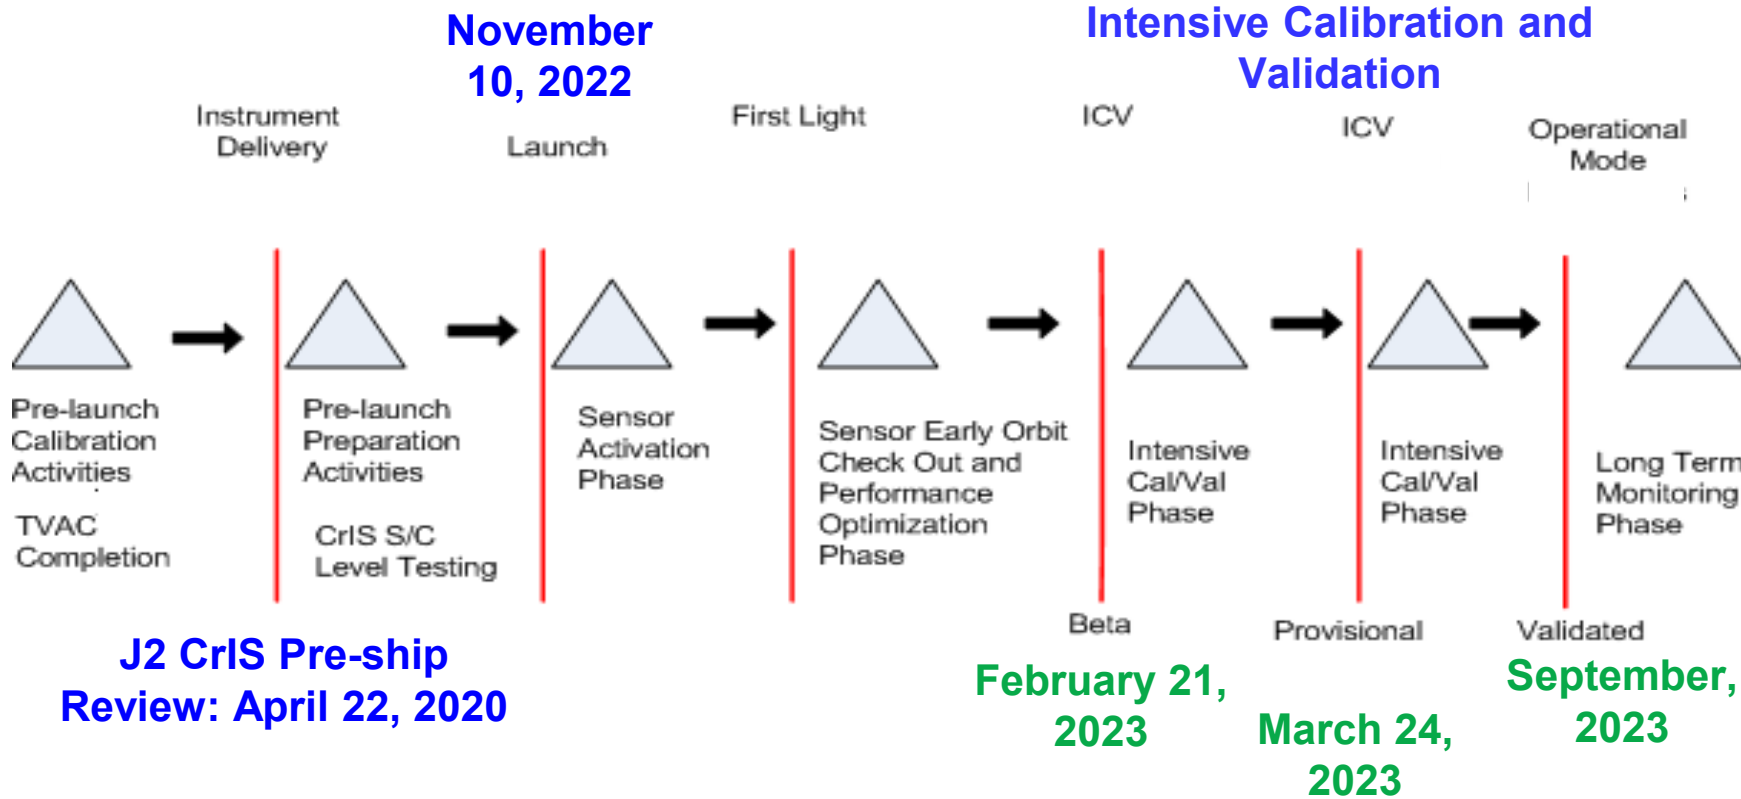 November
10, 2022
Intensive Calibration and
Validation
Instrument
Delivery
Launch
First Light
ICV
ICV
Operational
Mode
Pre-launch
Calibration
Activities
TVAC
Completion
Pre-launch
Preparation
Activities
CrIS S/C
Level Testing
Sensor
Activation
Phase
Sensor Early Orbit
Check Out and
Performance
Optimization
Phase
Intensive
Cal/Val
Phase
Intensive
Cal/Val
Phase
Long Term
Monitoring
Phase
J2 CrIS Pre-ship
Review: April 22, 2020
Beta
February 21,
2023
Provisional
March 24,
2023
Validated
September,
2023